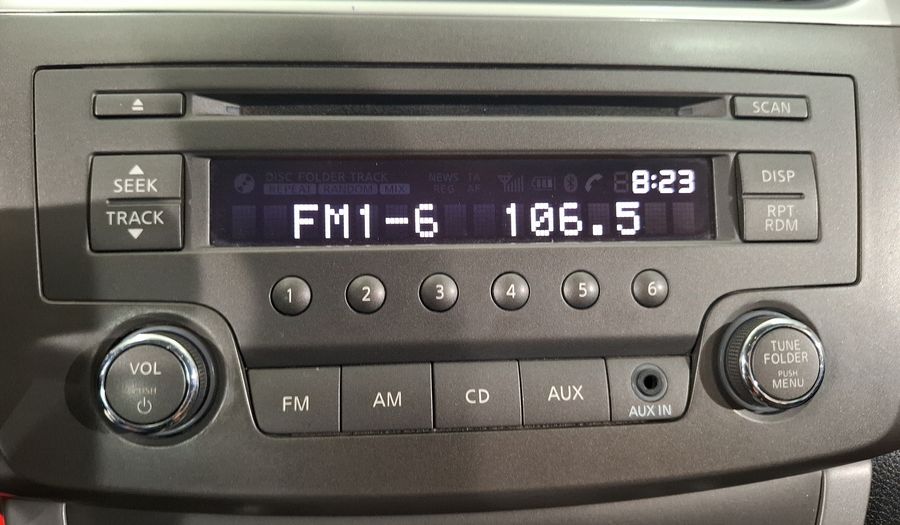 SCAN
SEEK
TRACK
DISC FOLDER TRACK
REPEAT RANDOM MIX
NEWS TA
REG AF
8:23
FM1-6 106.5
DISP
RPT
RDM
1 2 3 4 5 6
VOL
PUSH
FM AM CD AUX
AUX IN
TUNE
FOLDER
PUSH
MENU